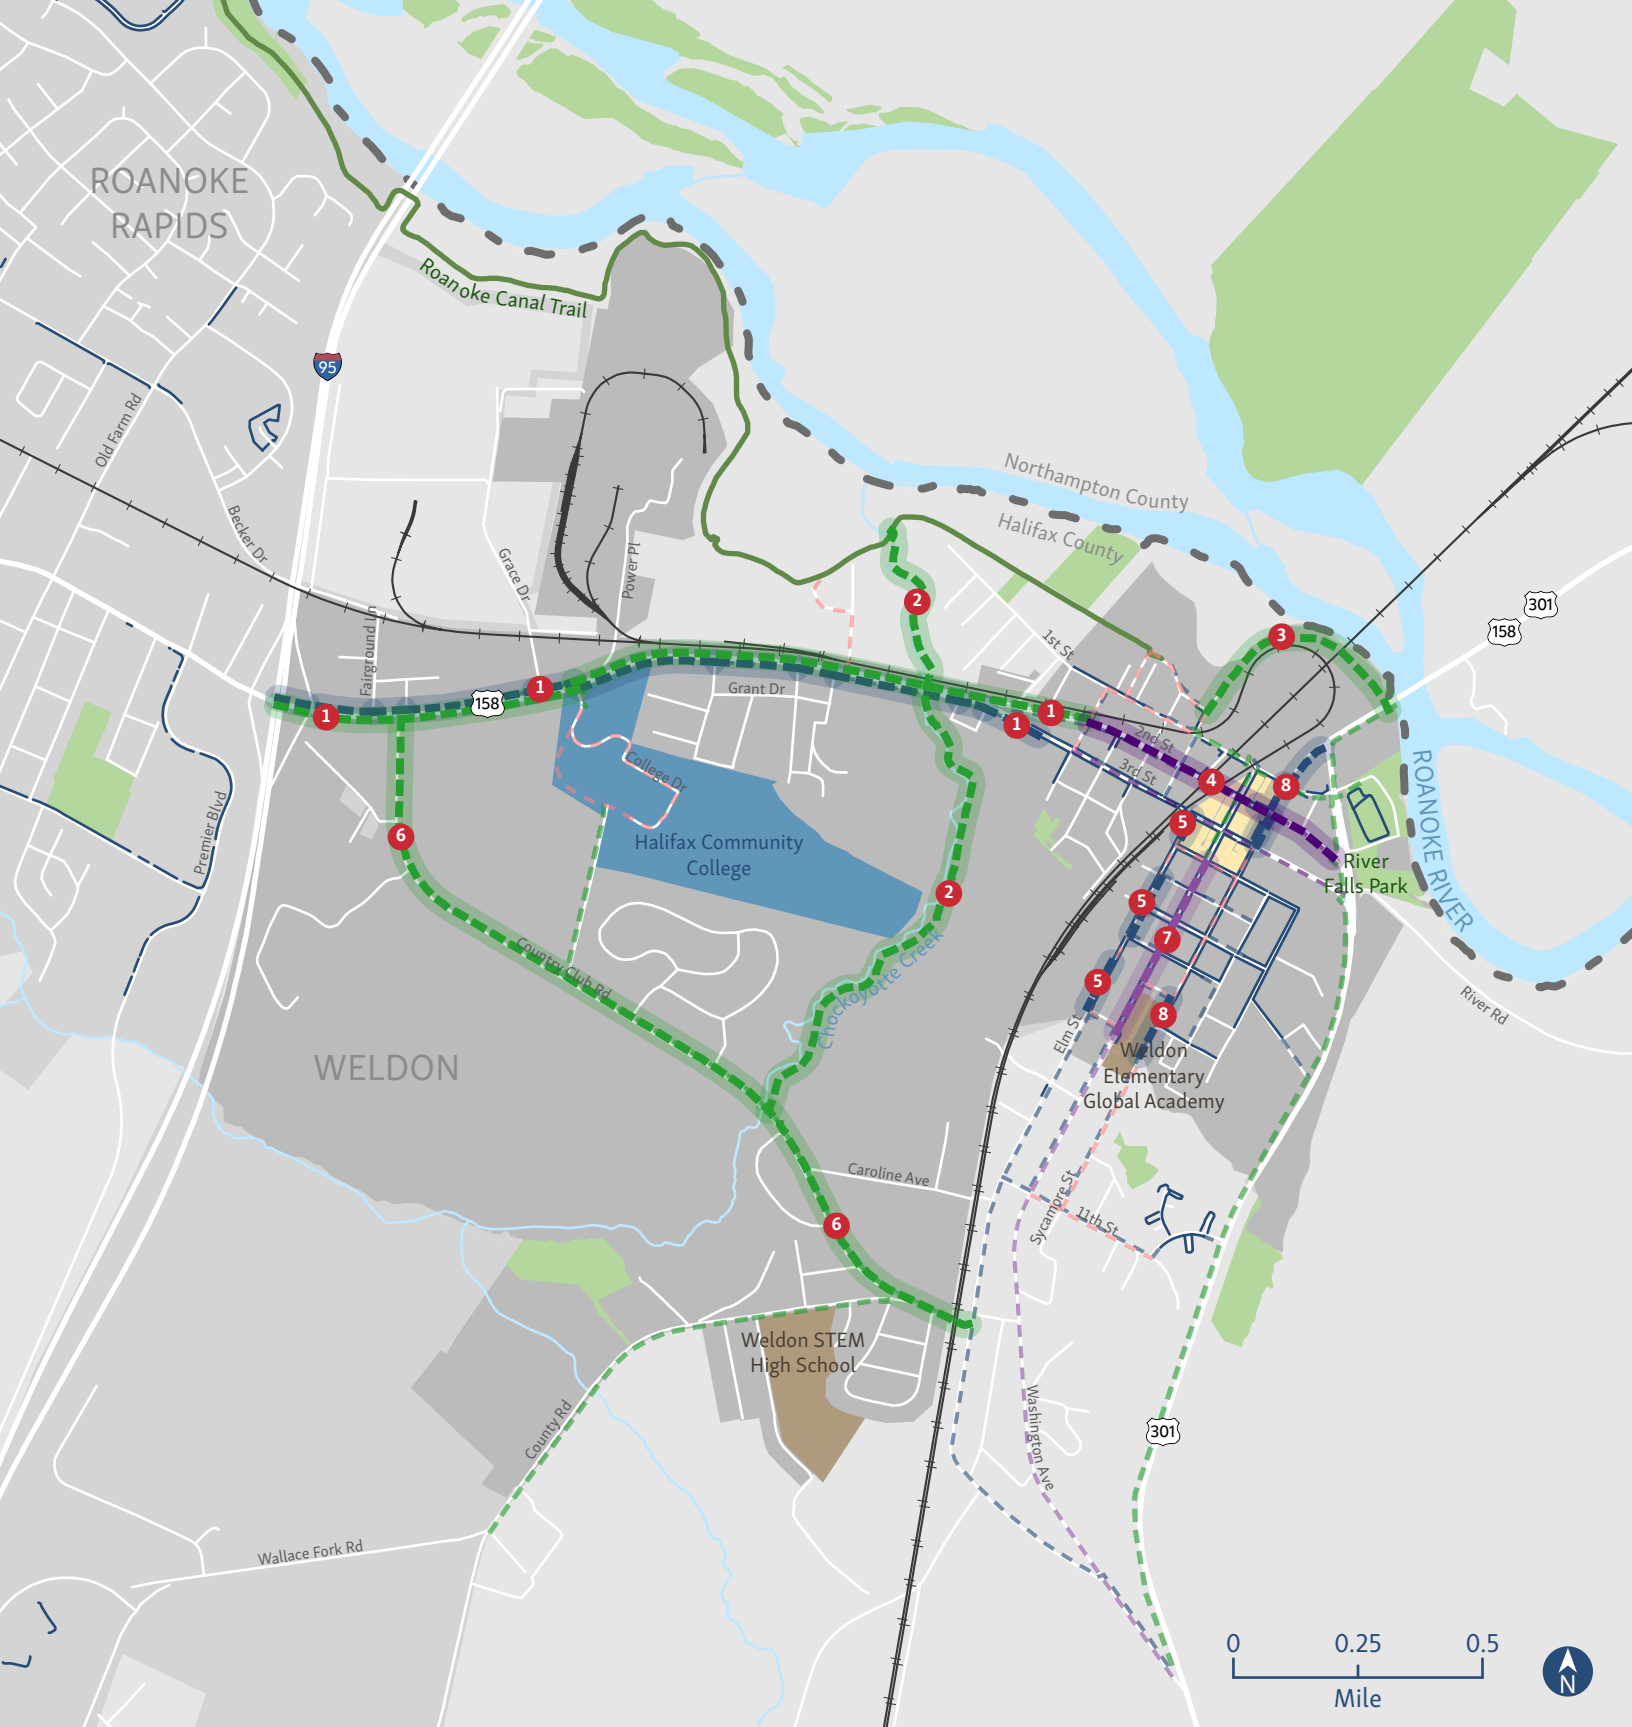 ROANOKE
RAPIDS
Roanoke Canal Trail
95
Old Farm Rd
Becker Dr
Northampton County
Halifax County
Grace Dr
Power Pl
Fairground Ln
2
301
158
1st St
3
1
158
1
Grant Dr
1
1
2nd St
3rd St
4
8
College Dr
Premier Blvd
6
Halifax Community
College
5
River
Falls Park
ROANOKE RIVER
2
5
7
Country Club Rd
Chockoyotte Creek
5
8
Elm St
River Rd
WELDON
Weldon
Elementary
Global Academy
Caroline Ave
Sycamore St
11th St
6
Weldon STEM
High School
County Rd
Washington Ave
301
Wallace Fork Rd
0 0.25 0.5
Mile
N